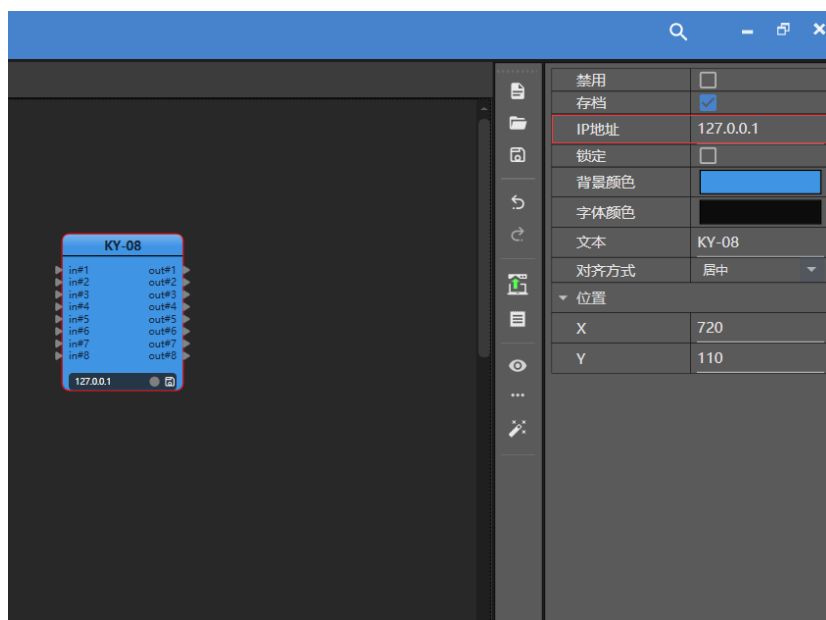 禁用
存档
IP地址 127.0.0.1
锁定
背景颜色
字体颜色
文本 KY-08
对齐方式 居中
位置
X 720
Y 110
KY-08
in#1 out#1
in#2 out#2
in#3 out#3
in#4 out#4
in#5 out#5
in#6 out#6
in#7 out#7
in#8 out#8
127.0.0.1